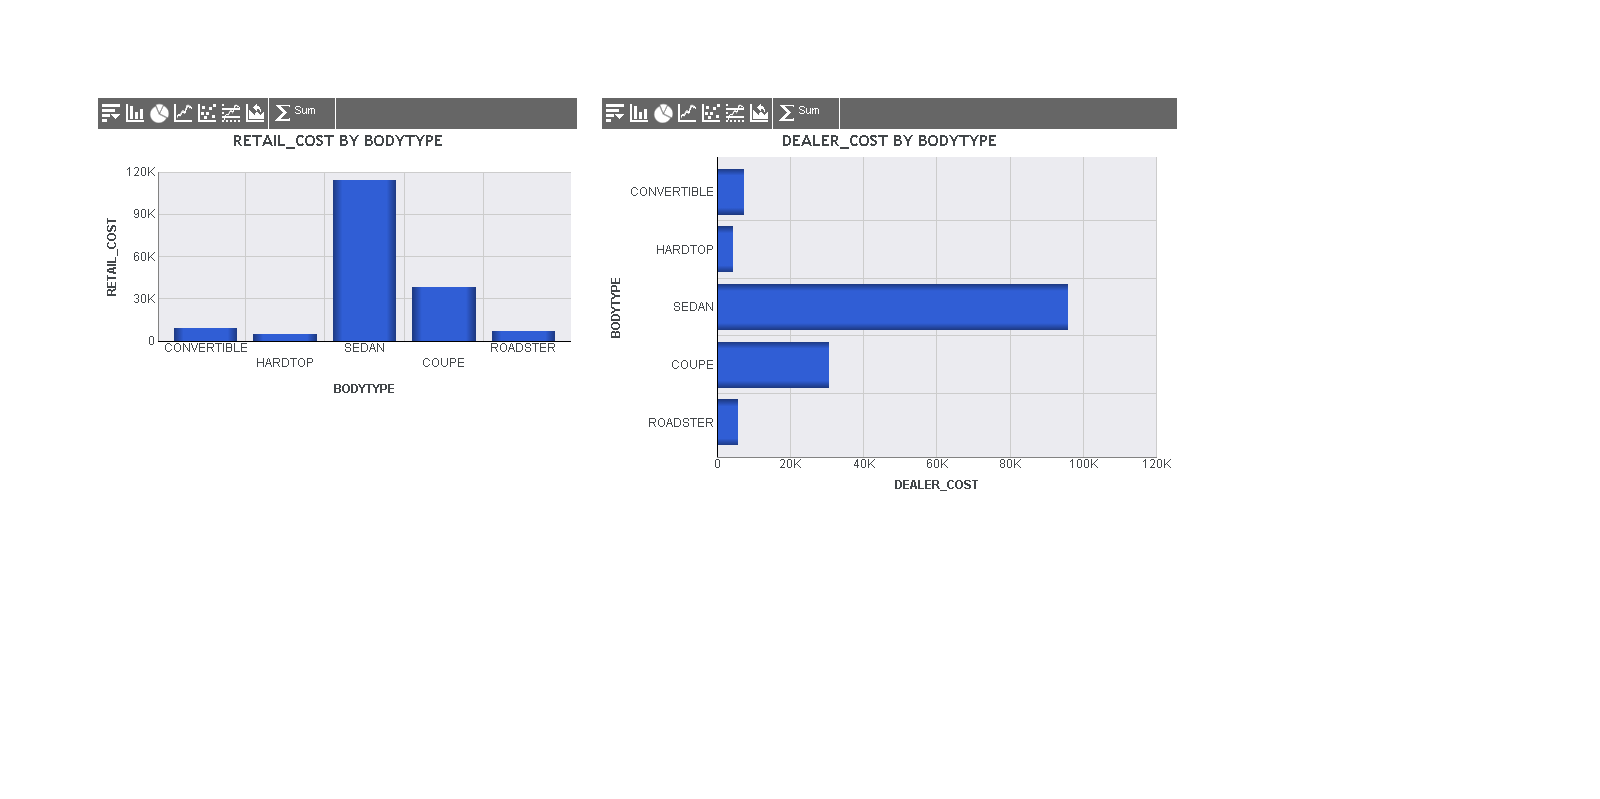 Sum
RETAIL_COST BY BODYTYPE
120K
90K
60K
30K
0
RETAIL_COST
CONVERTIBLE
HARDTOP
SEDAN
COUPE
ROADSTER
BODYTYPE
Sum
DEALER_COST BY BODYTYPE
CONVERTIBLE
HARDTOP
SEDAN
COUPE
ROADSTER
BODYTYPE
0 20K 40K 60K 80K 100K 120K
DEALER_COST